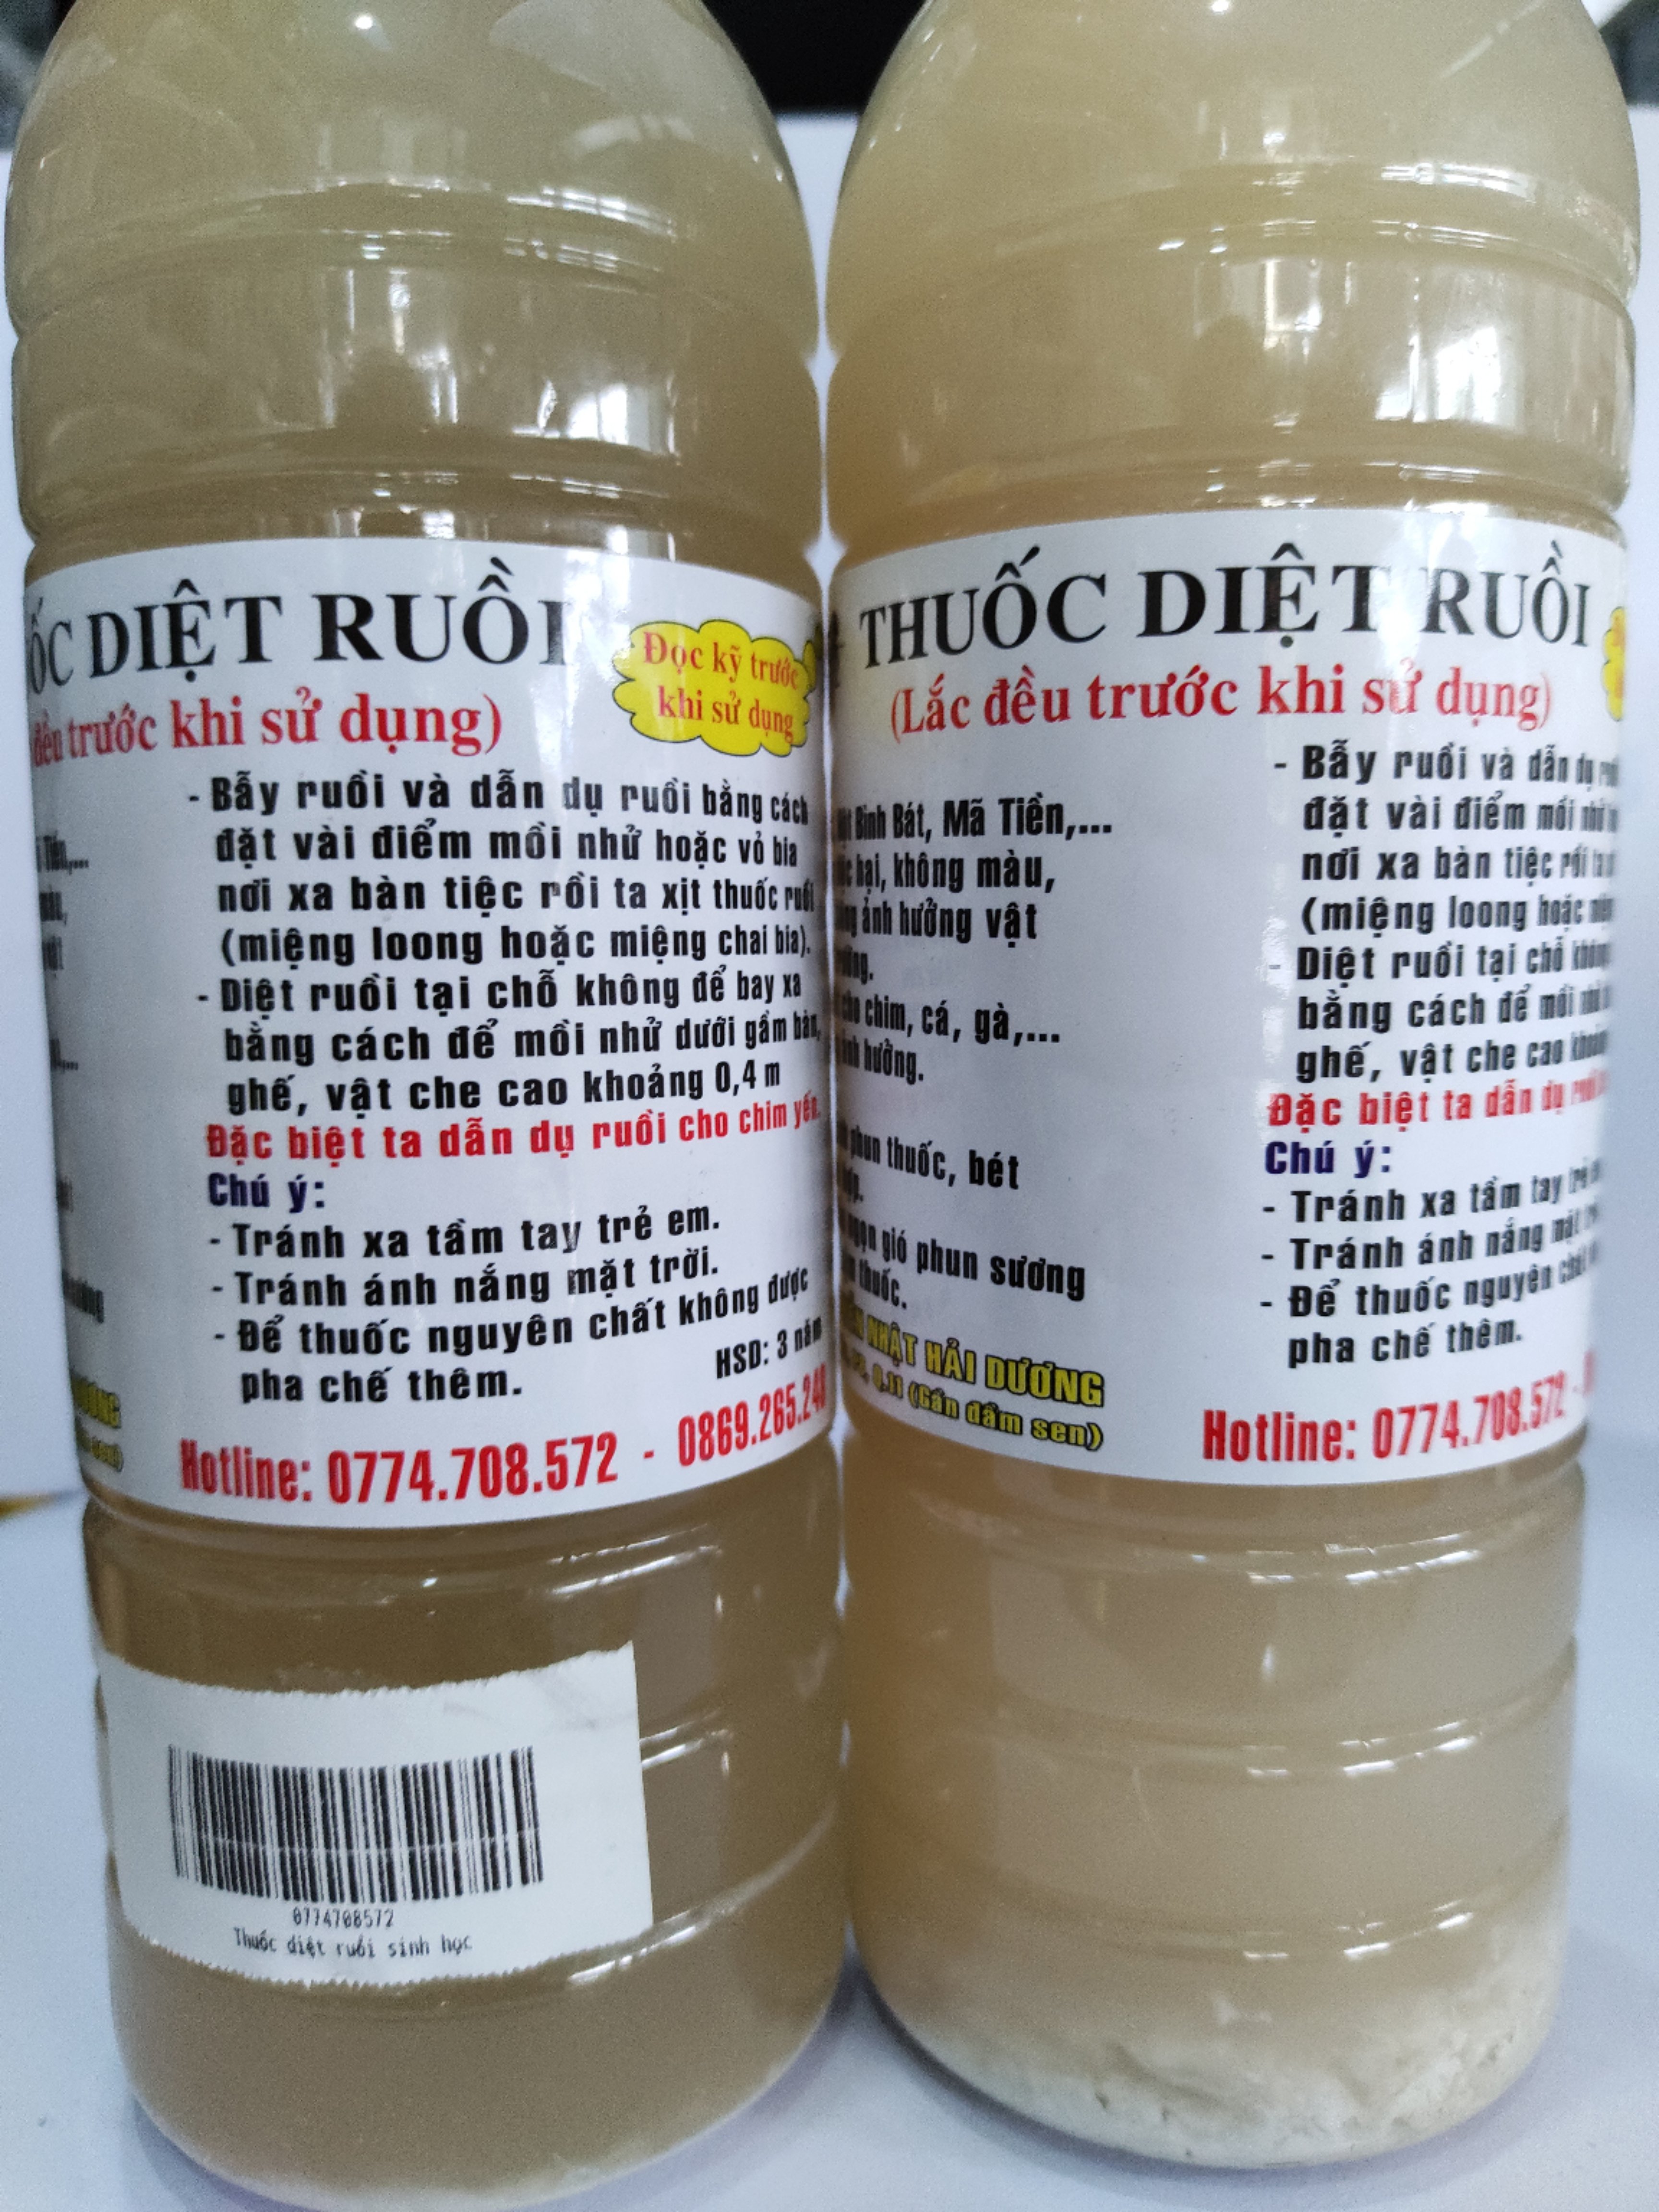 DIỆT RUỒI
trước khi sử dụng)
Đọc kỹ trước
khi sử dụng
- Bẫy ruồi và dẫn dụ ruồi bằng cách
đặt vài điểm mồi nhử hoặc vỏ bia
nơi xa bàn tiệc rồi ta xịt thuốc ruồi
(miệng loong hoặc miệng chai bia).
- Diệt ruồi tại chỗ không để bay xa
bằng cách để mồi nhử dưới gầm bàn,
ghế, vật che cao khoảng 0,4 m
Đặc biệt ta dẫn dụ ruồi cho chim yến.
Chú ý:
- Tránh xa tầm tay trẻ em.
- Tránh ánh nắng mặt trời.
- Để thuốc nguyên chất không được
pha chế thêm.
HSD: 3 năm
Hotline: 0774.708.572 - 0869.265.240
0774708572
Thuốc diệt ruồi sinh học
THUỐC DIỆT RUỒI
(Lắc đều trước khi sử dụng)
Bình Bát, Mã Tiền,...
hại, không màu,
ảnh hưởng vật
cho chim, cá, gà,...
hưởng.
phun thuốc, bét
gió phun sương
thuốc.
NHẬT HẢI DƯƠNG
Q.11 (Gần đầm sen)
- Bẫy ruồi và dẫn dụ
đặt vài điểm mồi
nơi xa bàn tiệc rồi ta
(miệng loong hoặc
- Diệt ruồi tại chỗ
bằng cách để mồi
ghế, vật che cao
Đặc biệt ta dẫn dụ
Chú ý:
- Tránh xa tầm tay trẻ
- Tránh ánh nắng mặt
- Để thuốc nguyên chất
pha chế thêm.
Hotline: 0774.708.572 -